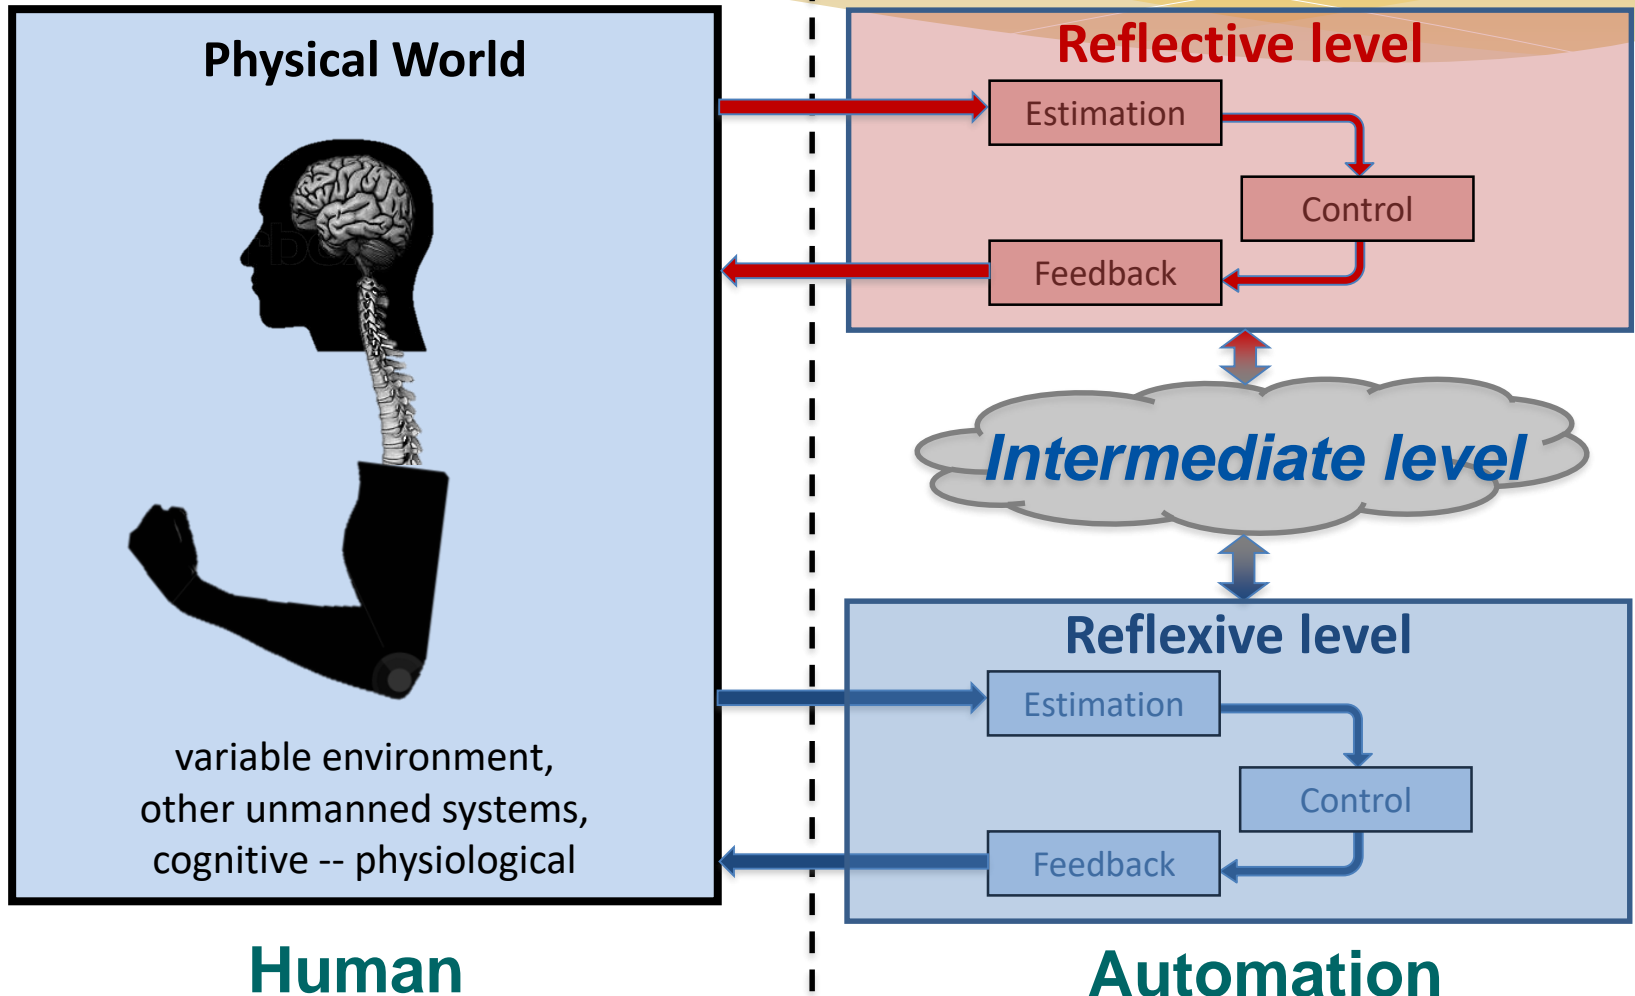 Physical World
variable environment,
other unmanned systems,
cognitive -- physiological
Human
Reflective level
Estimation
Control
Feedback
Intermediate level
Reflexive level
Estimation
Control
Feedback
Automation